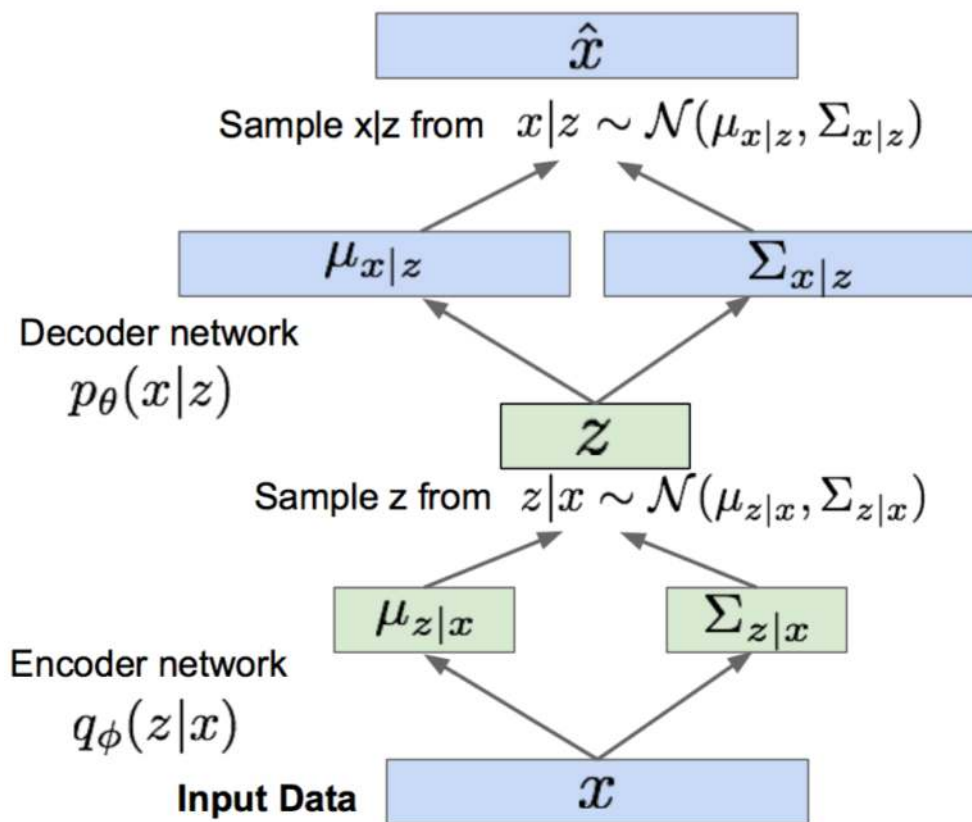 x̂
Sample x|z from x|z ∼ 𝒩(μ_{x|z}, Σ_{x|z})
μ_{x|z} Σ_{x|z}
Decoder network
p_θ(x|z)
z
Sample z from z|x ∼ 𝒩(μ_{z|x}, Σ_{z|x})
μ_{z|x} Σ_{z|x}
Encoder network
q_ϕ(z|x)
Input Data x